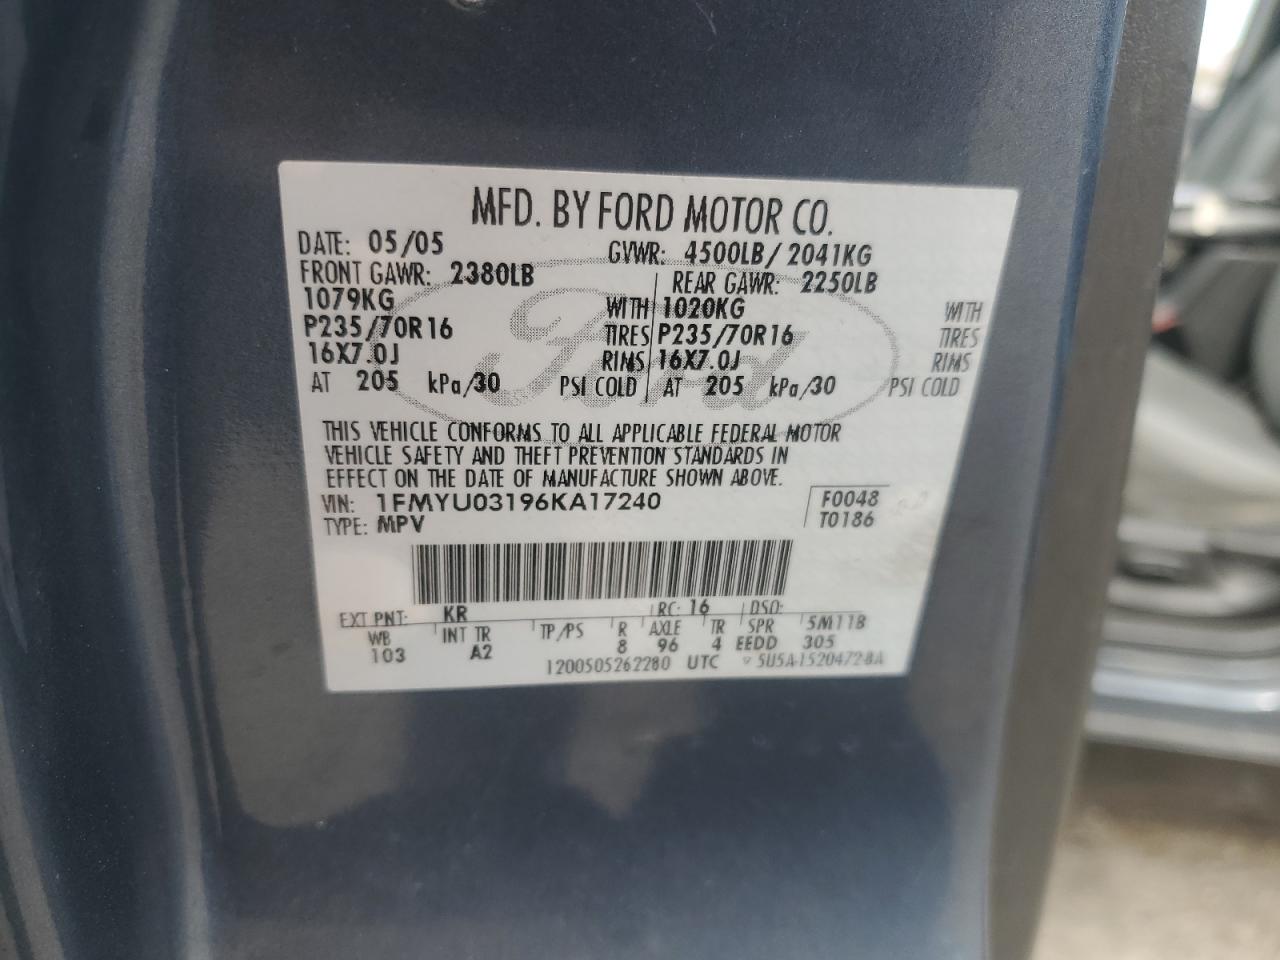 MFD. BY FORD MOTOR CO.
DATE: 05/05 GVWR: 4500LB/ 2041KG
FRONT GAWR: 2380LB REAR GAWR: 2250LB
1079KG WITH 1020KG WITH
P235/70R16 TIRES P235/70R16 TIRES
16X7.0J RIMS 16X7.0J RIMS
AT 205 kPa/30 PSI COLD AT 205 kPa/30 PSI COLD
Ford
THIS VEHICLE CONFORMS TO ALL APPLICABLE FEDERAL MOTOR
VEHICLE SAFETY AND THEFT PREVENTION STANDARDS IN
EFFECT ON THE DATE OF MANUFACTURE SHOWN ABOVE.
VIN: 1FMYU03196KA17240 F0048
TYPE: MPV T0186
EXT PNT: KR RC: 16 DSO:
WB INT TR TP/PS R AXLE TR SPR 5M11B
103 A2 8 96 4 EEDD 305
1200505262280 UTC 5U5A-1520472-BA